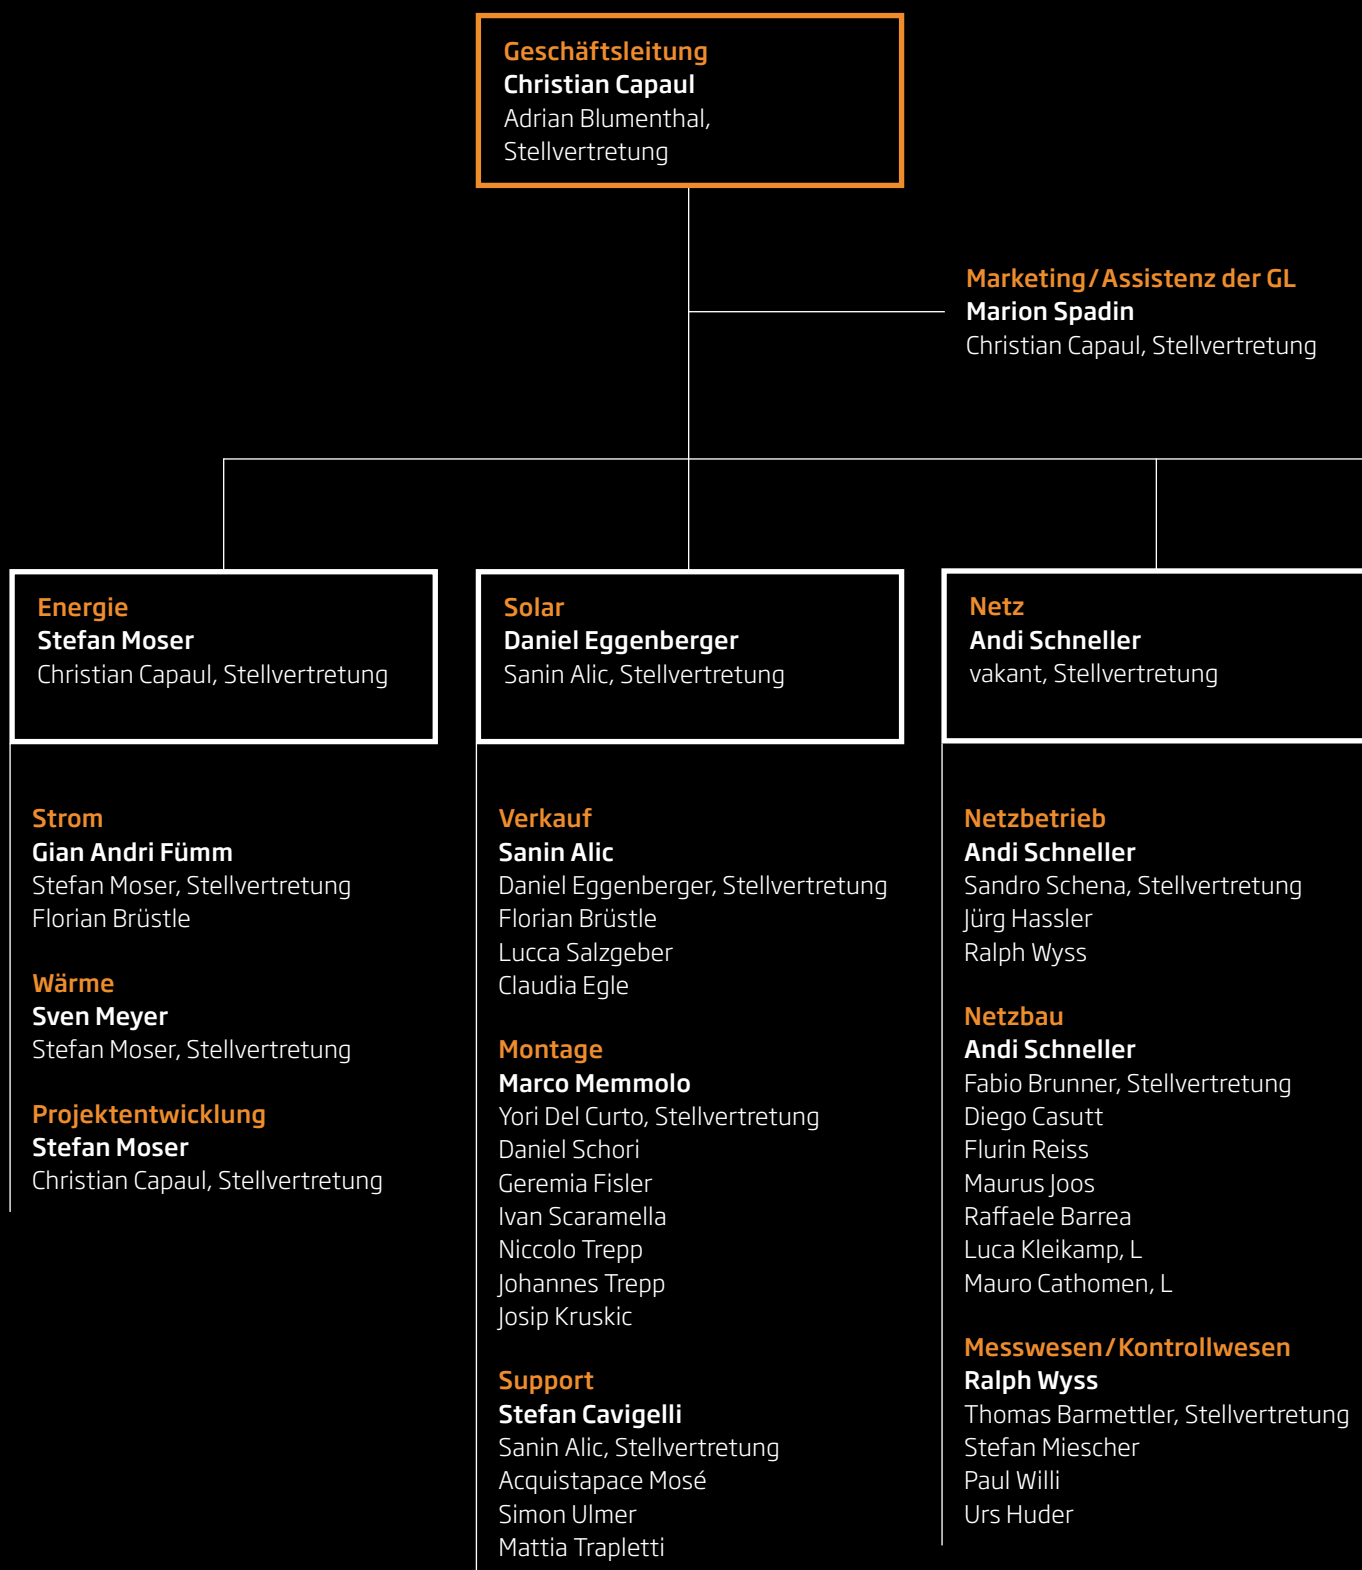 Geschäftsleitung
Christian Capaul
Adrian Blumenthal,
Stellvertretung
Marketing/Assistenz der GL
Marion Spadin
Christian Capaul, Stellvertretung
Energie
Stefan Moser
Christian Capaul, Stellvertretung
Strom
Gian Andri Fümm
Stefan Moser, Stellvertretung
Florian Brüstle
Wärme
Sven Meyer
Stefan Moser, Stellvertretung
Projektentwicklung
Stefan Moser
Christian Capaul, Stellvertretung
Solar
Daniel Eggenberger
Sanin Alic, Stellvertretung
Verkauf
Sanin Alic
Daniel Eggenberger, Stellvertretung
Florian Brüstle
Lucca Salzgeber
Claudia Egle
Montage
Marco Memmolo
Yori Del Curto, Stellvertretung
Daniel Schori
Geremia Fisler
Ivan Scaramella
Niccolo Trepp
Johannes Trepp
Josip Kruskic
Support
Stefan Cavigelli
Sanin Alic, Stellvertretung
Acquistapace Mosé
Simon Ulmer
Mattia Trapletti
Netz
Andi Schneller
vakant, Stellvertretung
Netzbetrieb
Andi Schneller
Sandro Schena, Stellvertretung
Jürg Hassler
Ralph Wyss
Netzbau
Andi Schneller
Fabio Brunner, Stellvertretung
Diego Casutt
Flurin Reiss
Maurus Joos
Raffaele Barrea
Luca Kleikamp, L
Mauro Cathomen, L
Messwesen/Kontrollwesen
Ralph Wyss
Thomas Barmettler, Stellvertretung
Stefan Miescher
Paul Willi
Urs Huder